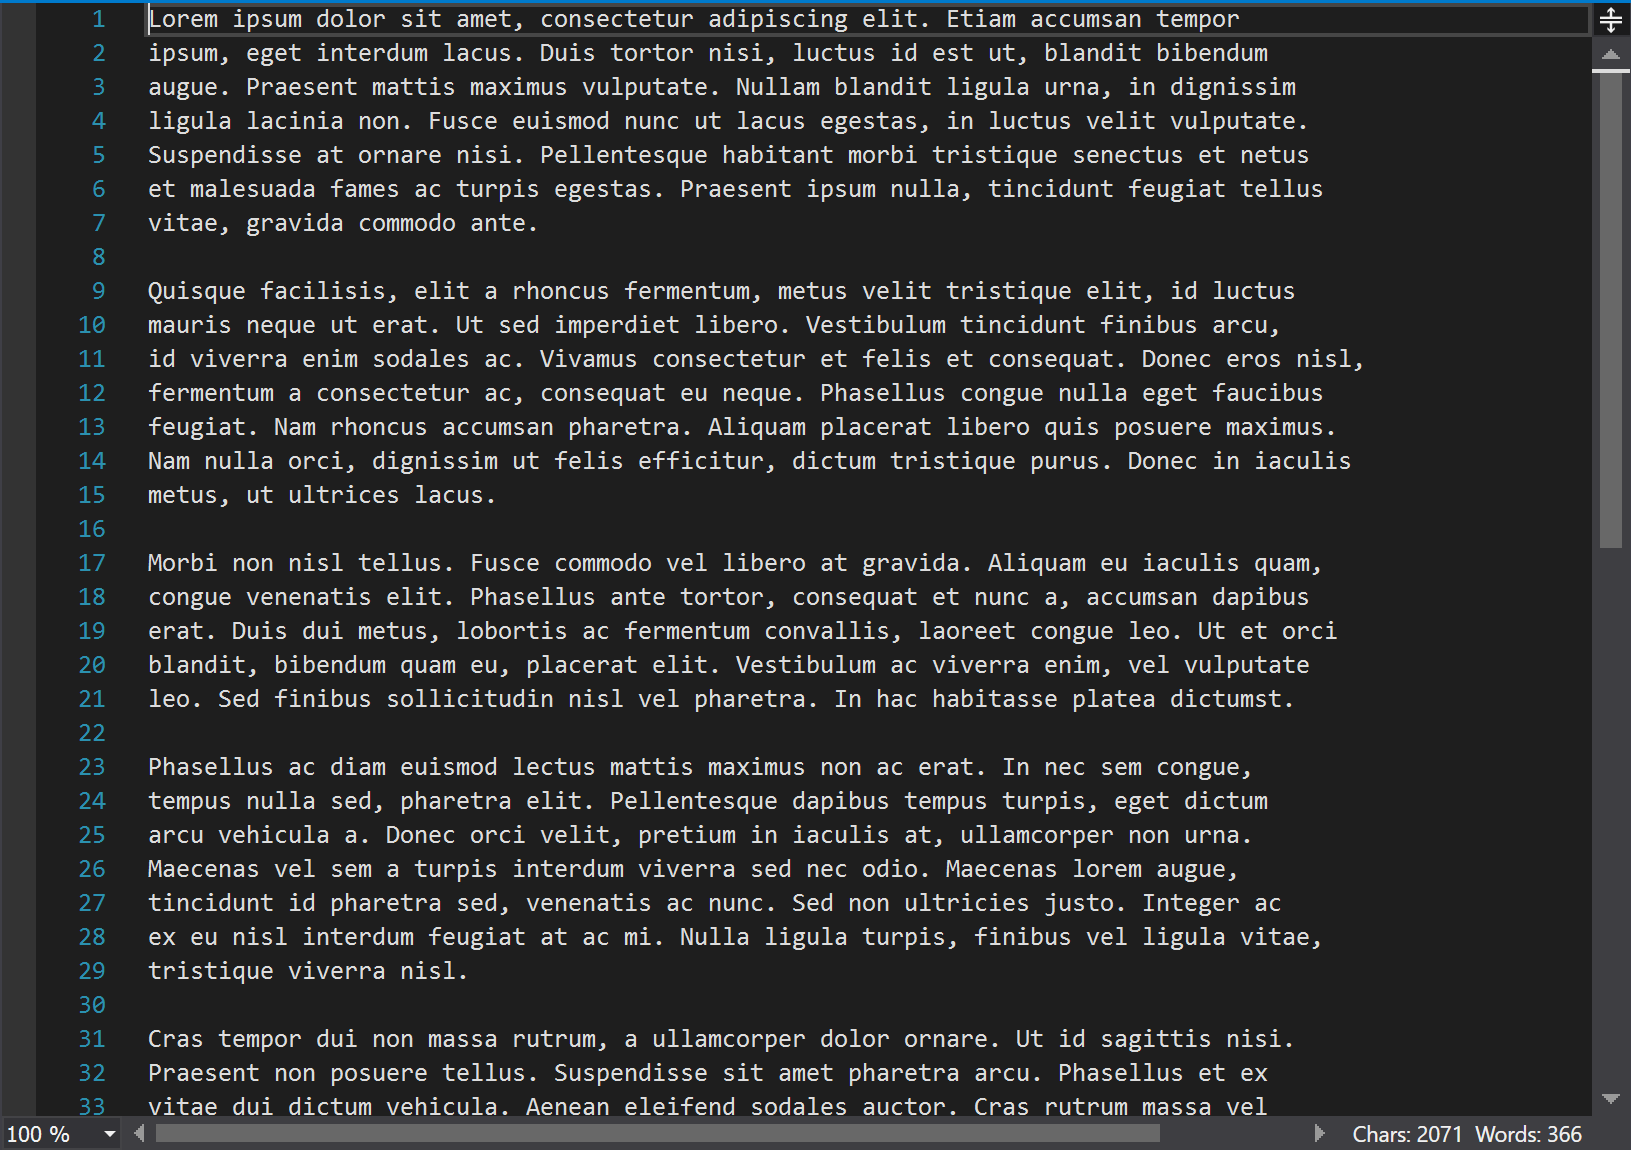 1 Lorem ipsum dolor sit amet, consectetur adipiscing elit. Etiam accumsan tempor
2 ipsum, eget interdum lacus. Duis tortor nisi, luctus id est ut, blandit bibendum
3 augue. Praesent mattis maximus vulputate. Nullam blandit ligula urna, in dignissim
4 ligula lacinia non. Fusce euismod nunc ut lacus egestas, in luctus velit vulputate.
5 Suspendisse at ornare nisi. Pellentesque habitant morbi tristique senectus et netus
6 et malesuada fames ac turpis egestas. Praesent ipsum nulla, tincidunt feugiat tellus
7 vitae, gravida commodo ante.
8
9 Quisque facilisis, elit a rhoncus fermentum, metus velit tristique elit, id luctus
10 mauris neque ut erat. Ut sed imperdiet libero. Vestibulum tincidunt finibus arcu,
11 id viverra enim sodales ac. Vivamus consectetur et felis et consequat. Donec eros nisl,
12 fermentum a consectetur ac, consequat eu neque. Phasellus congue nulla eget faucibus
13 feugiat. Nam rhoncus accumsan pharetra. Aliquam placerat libero quis posuere maximus.
14 Nam nulla orci, dignissim ut felis efficitur, dictum tristique purus. Donec in iaculis
15 metus, ut ultrices lacus.
16
17 Morbi non nisl tellus. Fusce commodo vel libero at gravida. Aliquam eu iaculis quam,
18 congue venenatis elit. Phasellus ante tortor, consequat et nunc a, accumsan dapibus
19 erat. Duis dui metus, lobortis ac fermentum convallis, laoreet congue leo. Ut et orci
20 blandit, bibendum quam eu, placerat elit. Vestibulum ac viverra enim, vel vulputate
21 leo. Sed finibus sollicitudin nisl vel pharetra. In hac habitasse platea dictumst.
22
23 Phasellus ac diam euismod lectus mattis maximus non ac erat. In nec sem congue,
24 tempus nulla sed, pharetra elit. Pellentesque dapibus tempus turpis, eget dictum
25 arcu vehicula a. Donec orci velit, pretium in iaculis at, ullamcorper non urna.
26 Maecenas vel sem a turpis interdum viverra sed nec odio. Maecenas lorem augue,
27 tincidunt id pharetra sed, venenatis ac nunc. Sed non ultricies justo. Integer ac
28 ex eu nisl interdum feugiat at ac mi. Nulla ligula turpis, finibus vel ligula vitae,
29 tristique viverra nisl.
30
31 Cras tempor dui non massa rutrum, a ullamcorper dolor ornare. Ut id sagittis nisi.
32 Praesent non posuere tellus. Suspendisse sit amet pharetra arcu. Phasellus et ex
33 vitae dui dictum vehicula. Aenean eleifend sodales auctor. Cras rutrum massa vel
100 % Chars: 2071 Words: 366